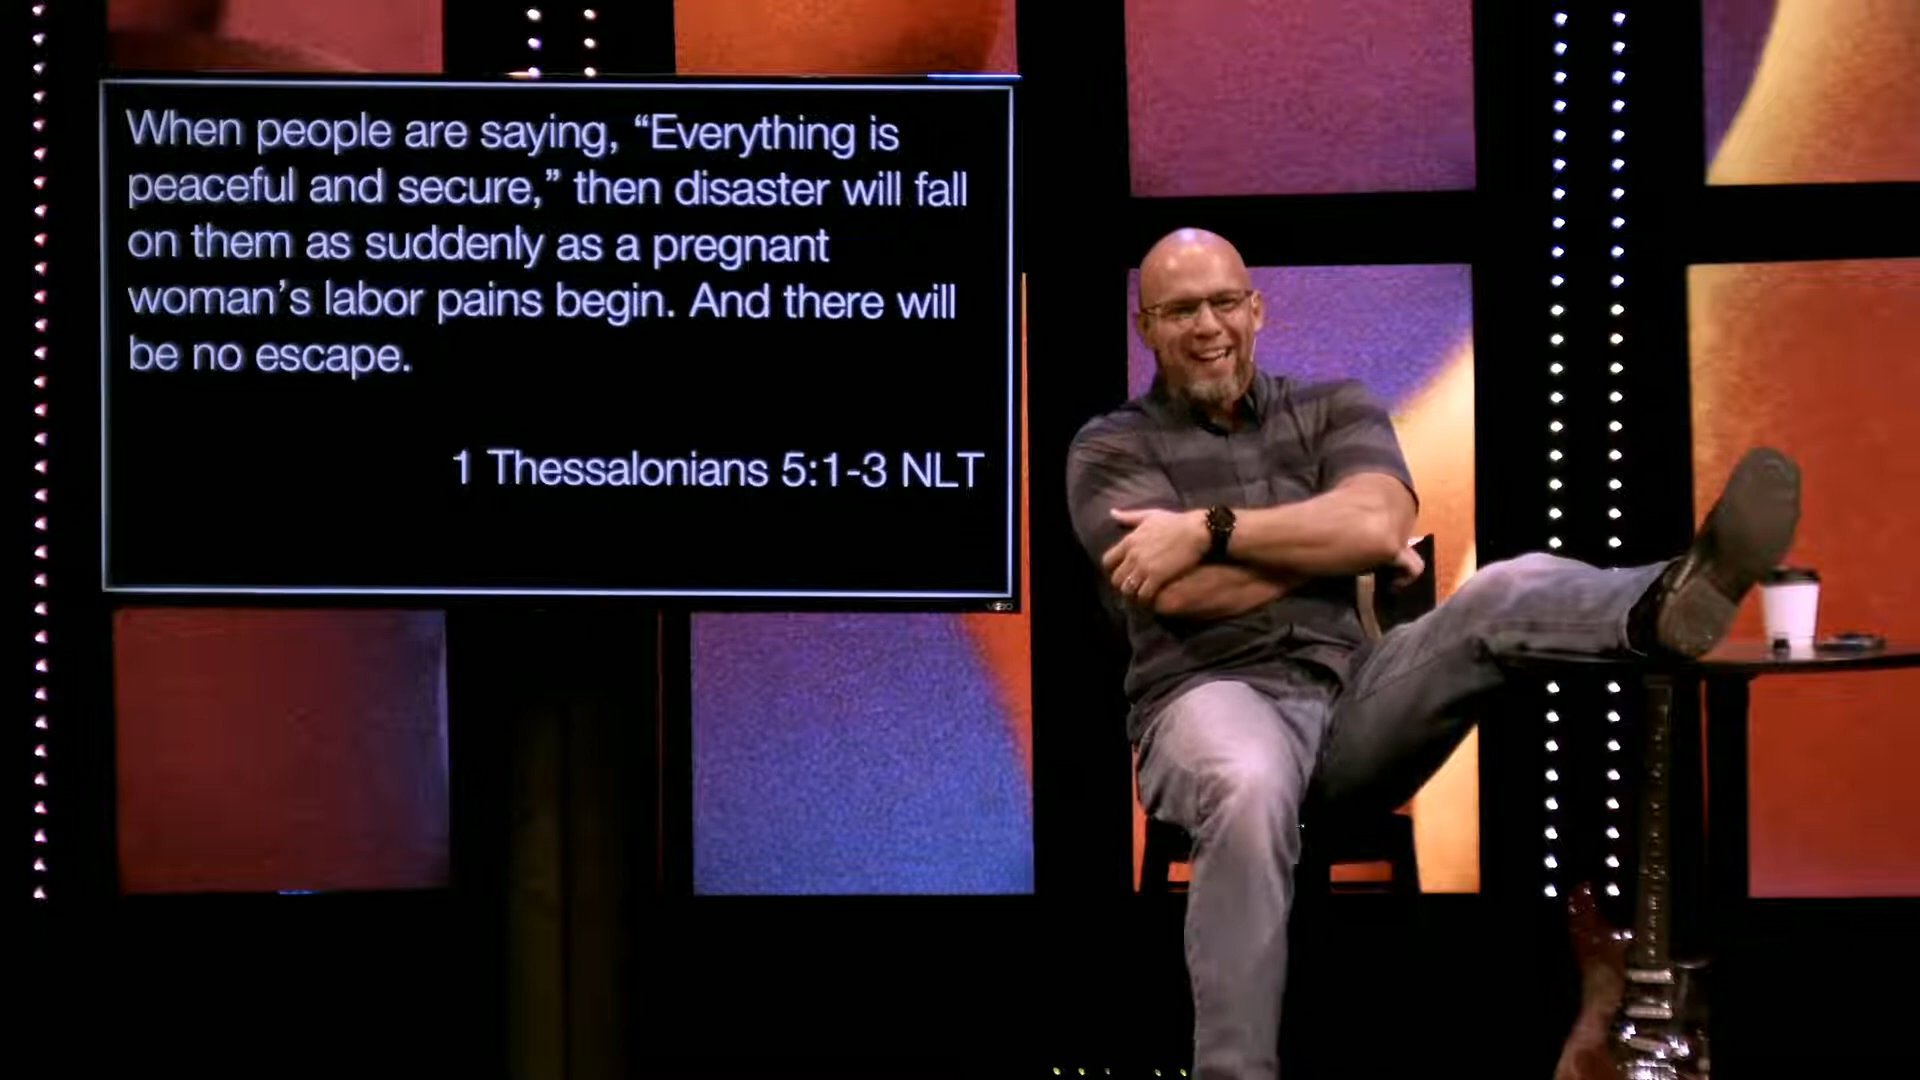 When people are saying, “Everything is
peaceful and secure,” then disaster will fall
on them as suddenly as a pregnant
woman’s labor pains begin. And there will
be no escape.
1 Thessalonians 5:1-3 NLT
VIZIO